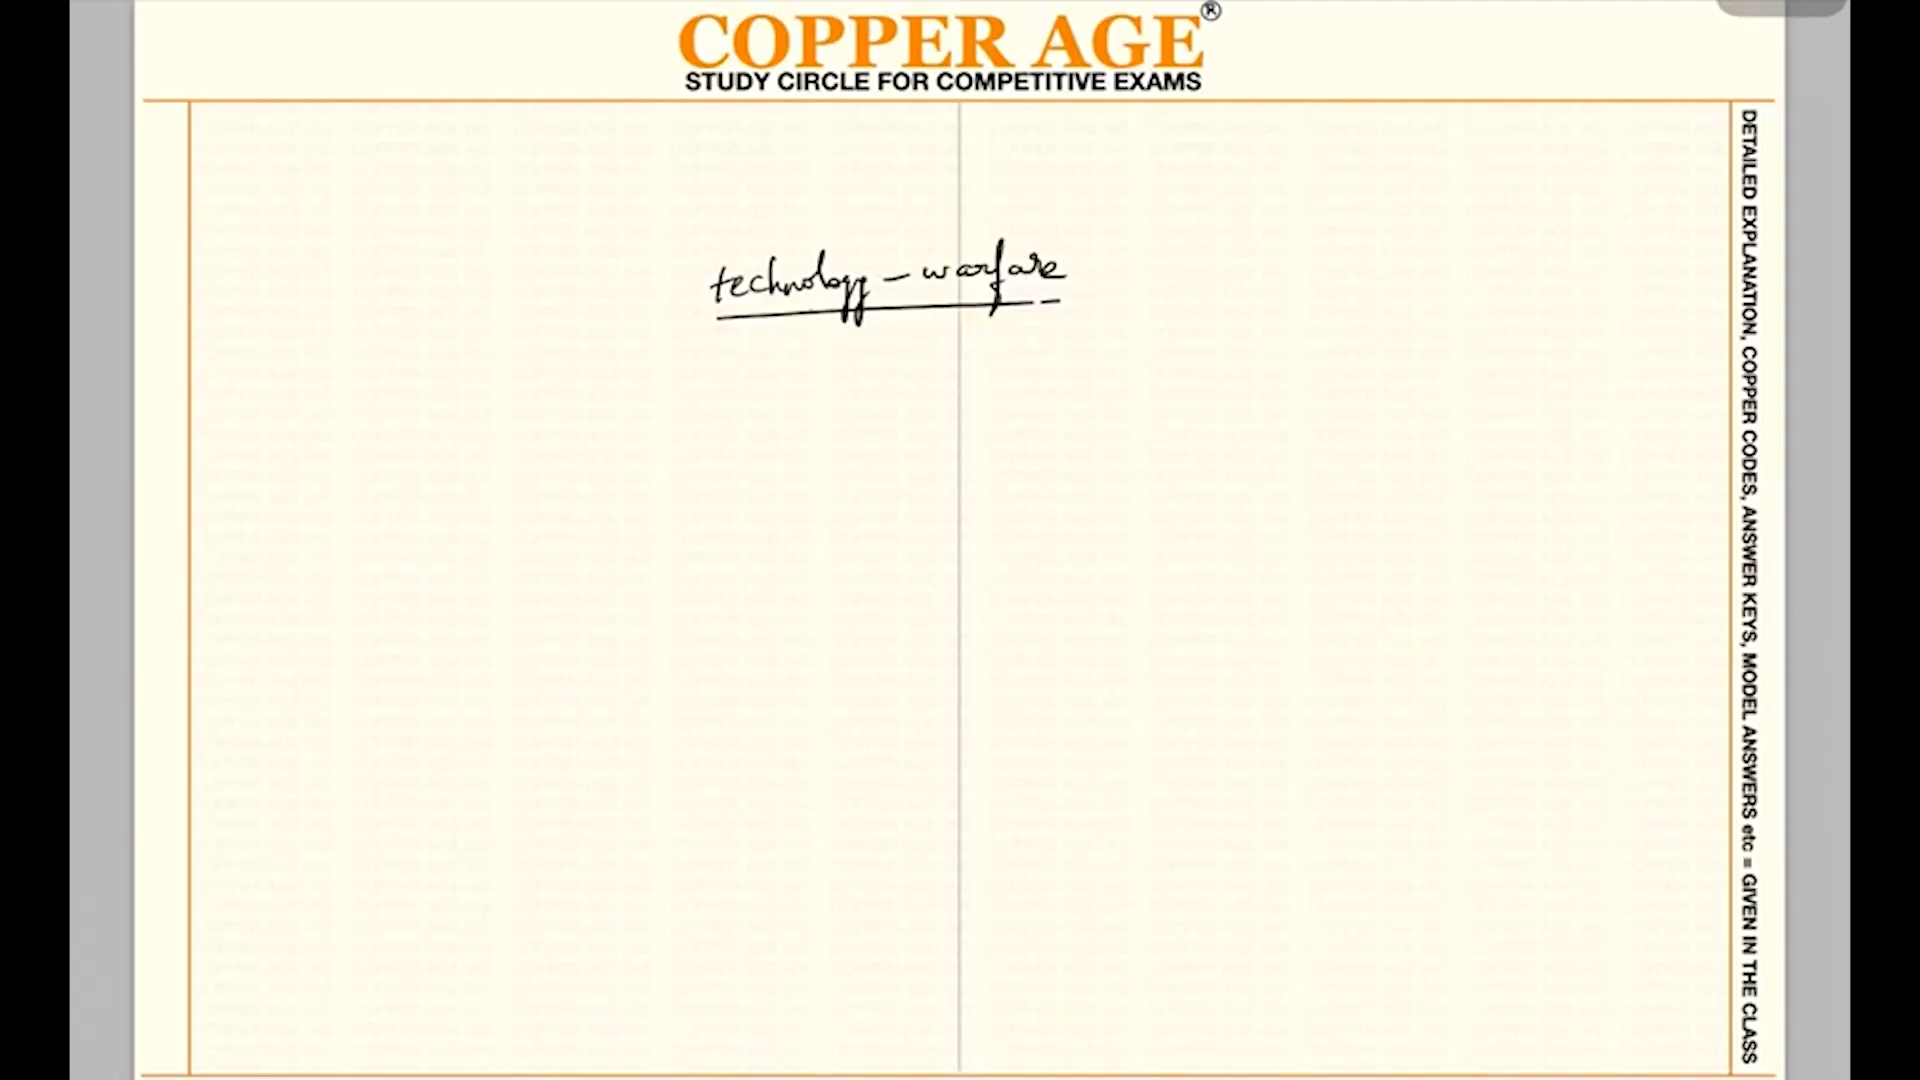 COPPER AGE®
STUDY CIRCLE FOR COMPETITIVE EXAMS
technology - warfare
DETAILED EXPLANATION, COPPER CODES, ANSWER KEYS, MODEL ANSWERS etc = GIVEN IN THE CLASS